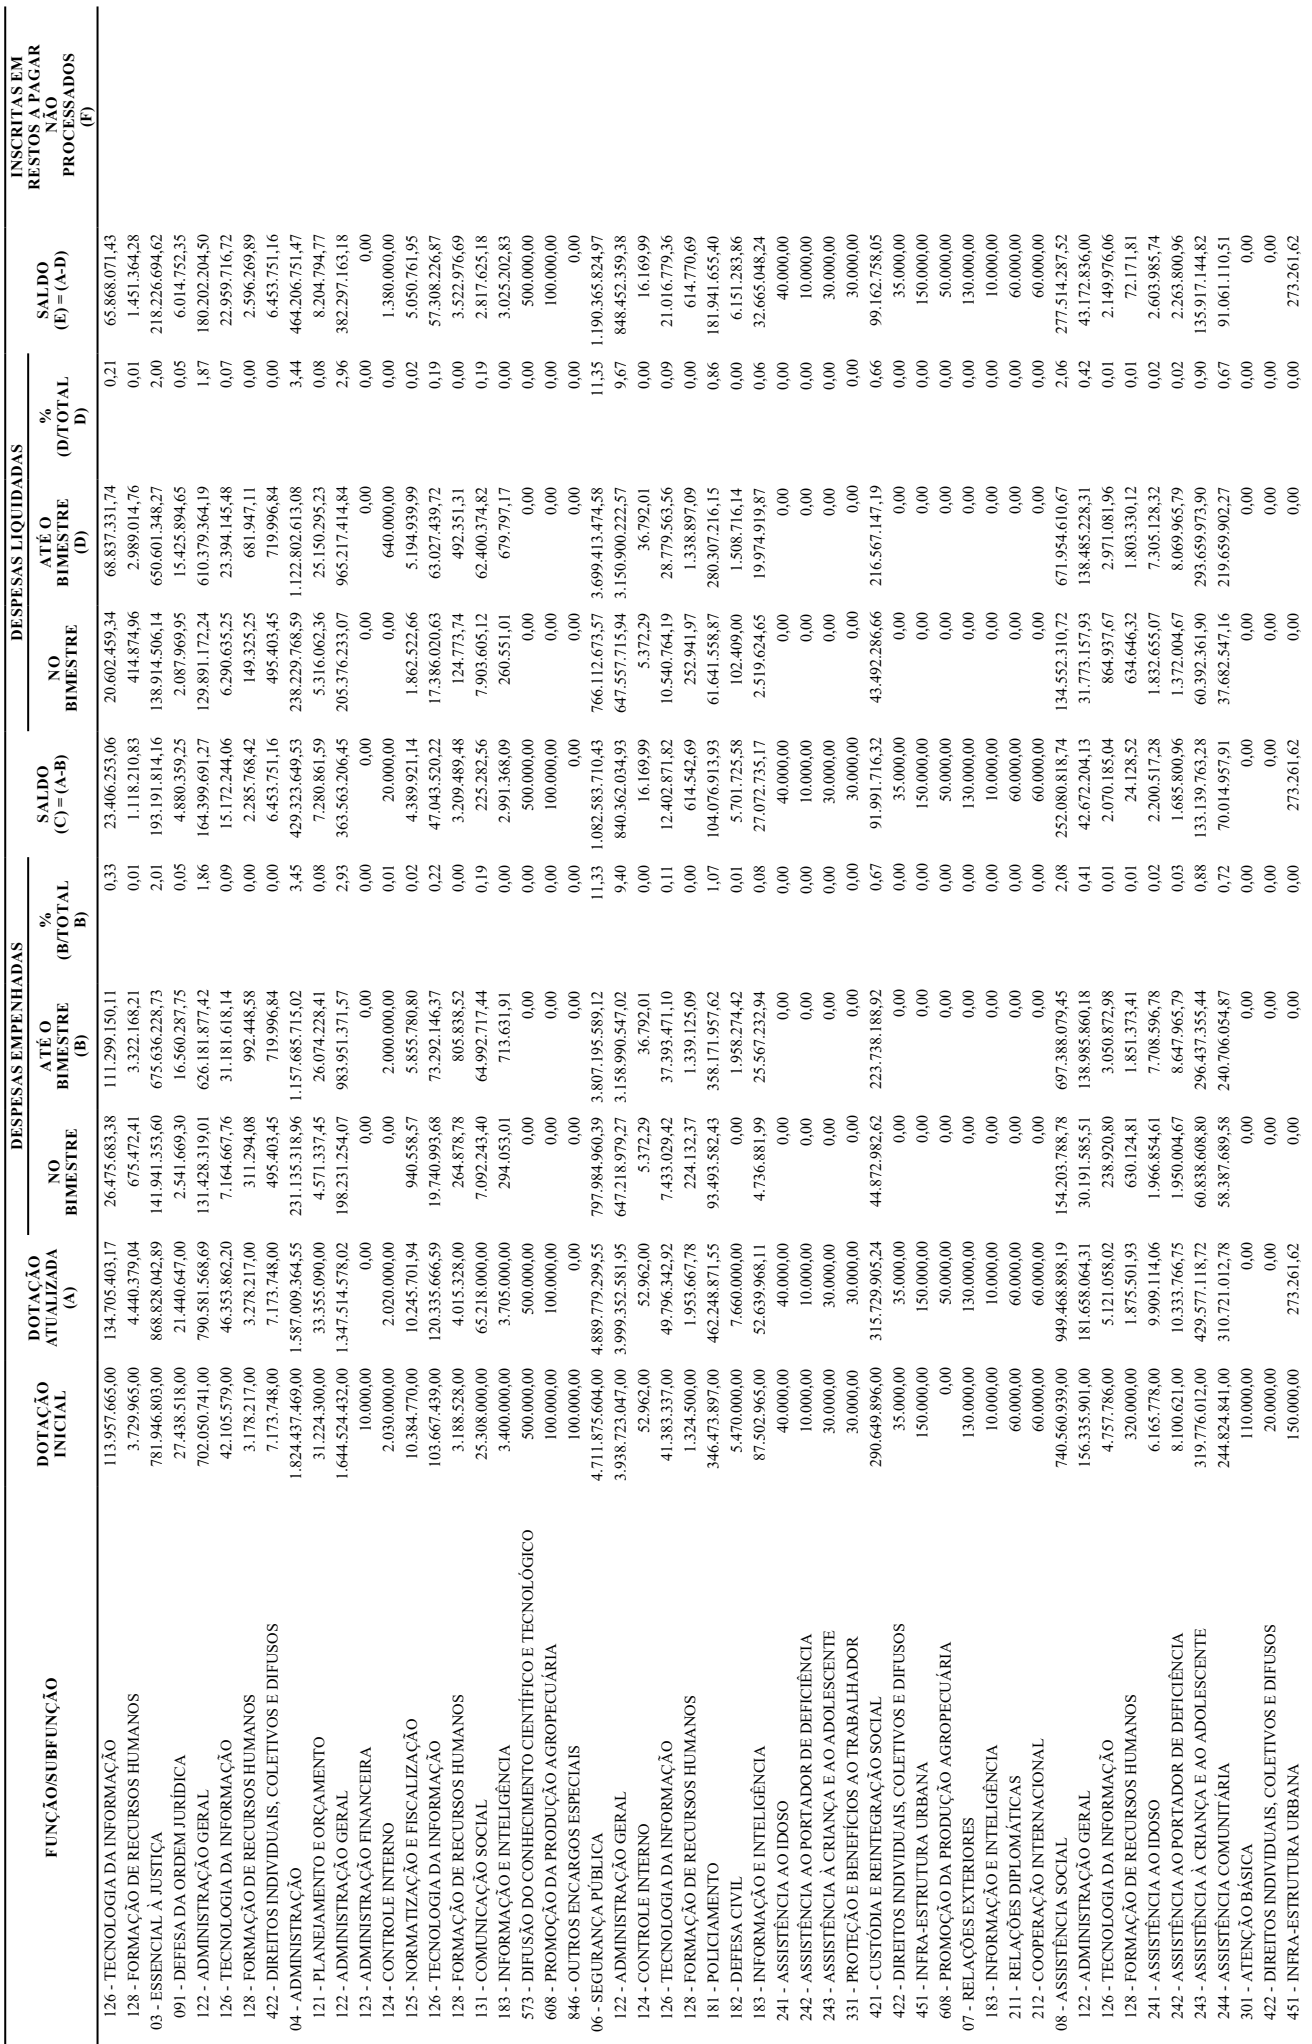 FUNÇÃO/SUBFUNÇÃO DOTAÇÃO INICIAL DOTAÇÃO ATUALIZADA (A) DESPESAS EMPENHADAS DESPESAS LIQUIDADAS INSCRITAS EM RESTOS A PAGAR NÃO PROCESSADOS (F)
NO BIMESTRE ATÉ O BIMESTRE (B) % (B/TOTAL B) SALDO (C) = (A-B) NO BIMESTRE ATÉ O BIMESTRE (D) % (D/TOTAL D) SALDO (E) = (A-D)
126 - TECNOLOGIA DA INFORMAÇÃO 113.957.665,00 134.705.403,17 26.475.683,38 111.299.150,11 0,33 23.406.253,06 20.602.459,34 68.837.331,74 0,21 65.868.071,43
128 - FORMAÇÃO DE RECURSOS HUMANOS 3.729.965,00 4.440.379,04 675.472,41 3.322.168,21 0,01 1.118.210,83 414.874,96 2.989.014,76 0,01 1.451.364,28
03 - ESSENCIAL À JUSTIÇA 781.946.803,00 868.828.042,89 141.941.353,60 675.636.228,73 2,01 193.191.814,16 138.914.506,14 650.601.348,27 2,00 218.226.694,62
091 - DEFESA DA ORDEM JURÍDICA 27.438.518,00 21.440.647,00 2.541.669,30 16.560.287,75 0,05 4.880.359,25 2.087.969,95 15.425.894,65 0,05 6.014.752,35
122 - ADMINISTRAÇÃO GERAL 702.050.741,00 790.581.568,69 131.428.319,01 626.181.877,42 1,86 164.399.691,27 129.891.172,24 610.379.364,19 1,87 180.202.204,50
126 - TECNOLOGIA DA INFORMAÇÃO 42.105.579,00 46.353.862,20 7.164.667,76 31.181.618,14 0,09 15.172.244,06 6.290.635,25 23.394.145,48 0,07 22.959.716,72
128 - FORMAÇÃO DE RECURSOS HUMANOS 3.178.217,00 3.278.217,00 311.294,08 992.448,58 0,00 2.285.768,42 149.325,25 681.947,11 0,00 2.596.269,89
422 - DIREITOS INDIVIDUAIS, COLETIVOS E DIFUSOS 7.173.748,00 7.173.748,00 495.403,45 719.996,84 0,00 6.453.751,16 495.403,45 719.996,84 0,00 6.453.751,16
04 - ADMINISTRAÇÃO 1.824.437.469,00 1.587.009.364,55 231.135.318,96 1.157.685.715,02 3,45 429.323.649,53 238.229.768,59 1.122.802.613,08 3,44 464.206.751,47
121 - PLANEJAMENTO E ORÇAMENTO 31.224.300,00 33.355.090,00 4.571.337,45 26.074.228,41 0,08 7.280.861,59 5.316.062,36 25.150.295,23 0,08 8.204.794,77
122 - ADMINISTRAÇÃO GERAL 1.644.524.432,00 1.347.514.578,02 198.231.254,07 983.951.371,57 2,93 363.563.206,45 205.376.233,07 965.217.414,84 2,96 382.297.163,18
123 - ADMINISTRAÇÃO FINANCEIRA 10.000,00 0,00 0,00 0,00 0,00 0,00 0,00 0,00 0,00 0,00
124 - CONTROLE INTERNO 2.030.000,00 2.020.000,00 0,00 2.000.000,00 0,01 20.000,00 0,00 640.000,00 0,00 1.380.000,00
125 - NORMATIZAÇÃO E FISCALIZAÇÃO 10.384.770,00 10.245.701,94 940.558,57 5.855.780,80 0,02 4.389.921,14 1.862.522,66 5.194.939,99 0,02 5.050.761,95
126 - TECNOLOGIA DA INFORMAÇÃO 103.667.439,00 120.335.666,59 19.740.993,68 73.292.146,37 0,22 47.043.520,22 17.386.020,63 63.027.439,72 0,19 57.308.226,87
128 - FORMAÇÃO DE RECURSOS HUMANOS 3.188.528,00 4.015.328,00 264.878,78 805.838,52 0,00 3.209.489,48 124.773,74 492.351,31 0,00 3.522.976,69
131 - COMUNICAÇÃO SOCIAL 25.308.000,00 65.218.000,00 7.092.243,40 64.992.717,44 0,19 225.282,56 7.903.605,12 62.400.374,82 0,19 2.817.625,18
183 - INFORMAÇÃO E INTELIGÊNCIA 3.400.000,00 3.705.000,00 294.053,01 713.631,91 0,00 2.991.368,09 260.551,01 679.797,17 0,00 3.025.202,83
573 - DIFUSÃO DO CONHECIMENTO CIENTÍFICO E TECNOLÓGICO 500.000,00 500.000,00 0,00 0,00 0,00 500.000,00 0,00 0,00 0,00 500.000,00
608 - PROMOÇÃO DA PRODUÇÃO AGROPECUÁRIA 100.000,00 100.000,00 0,00 0,00 0,00 100.000,00 0,00 0,00 0,00 100.000,00
846 - OUTROS ENCARGOS ESPECIAIS 100.000,00 0,00 0,00 0,00 0,00 0,00 0,00 0,00 0,00 0,00
06 - SEGURANÇA PÚBLICA 4.711.875.604,00 4.889.779.299,55 797.984.960,39 3.807.195.589,12 11,33 1.082.583.710,43 766.112.673,57 3.699.413.474,58 11,35 1.190.365.824,97
122 - ADMINISTRAÇÃO GERAL 3.938.723.047,00 3.999.352.581,95 647.218.979,27 3.158.990.547,02 9,40 840.362.034,93 647.557.715,94 3.150.900.222,57 9,67 848.452.359,38
124 - CONTROLE INTERNO 52.962,00 52.962,00 5.372,29 36.792,01 0,00 16.169,99 5.372,29 36.792,01 0,00 16.169,99
126 - TECNOLOGIA DA INFORMAÇÃO 41.383.337,00 49.796.342,92 7.433.029,42 37.393.471,10 0,11 12.402.871,82 10.540.764,19 28.779.563,56 0,09 21.016.779,36
128 - FORMAÇÃO DE RECURSOS HUMANOS 1.324.500,00 1.953.667,78 224.132,37 1.339.125,09 0,00 614.542,69 252.941,97 1.338.897,09 0,00 614.770,69
181 - POLICIAMENTO 346.473.897,00 462.248.871,55 93.493.582,43 358.171.957,62 1,07 104.076.913,93 61.641.558,87 280.307.216,15 0,86 181.941.655,40
182 - DEFESA CIVIL 5.470.000,00 7.660.000,00 0,00 1.958.274,42 0,01 5.701.725,58 102.409,00 1.508.716,14 0,00 6.151.283,86
183 - INFORMAÇÃO E INTELIGÊNCIA 87.502.965,00 52.639.968,11 4.736.881,99 25.567.232,94 0,08 27.072.735,17 2.519.624,65 19.974.919,87 0,06 32.665.048,24
241 - ASSISTÊNCIA AO IDOSO 40.000,00 40.000,00 0,00 0,00 0,00 40.000,00 0,00 0,00 0,00 40.000,00
242 - ASSISTÊNCIA AO PORTADOR DE DEFICIÊNCIA 10.000,00 10.000,00 0,00 0,00 0,00 10.000,00 0,00 0,00 0,00 10.000,00
243 - ASSISTÊNCIA À CRIANÇA E AO ADOLESCENTE 30.000,00 30.000,00 0,00 0,00 0,00 30.000,00 0,00 0,00 0,00 30.000,00
331 - PROTEÇÃO E BENEFÍCIOS AO TRABALHADOR 30.000,00 30.000,00 0,00 0,00 0,00 30.000,00 0,00 0,00 0,00 30.000,00
421 - CUSTÓDIA E REINTEGRAÇÃO SOCIAL 290.649.896,00 315.729.905,24 44.872.982,62 223.738.188,92 0,67 91.991.716,32 43.492.286,66 216.567.147,19 0,66 99.162.758,05
422 - DIREITOS INDIVIDUAIS, COLETIVOS E DIFUSOS 35.000,00 35.000,00 0,00 0,00 0,00 35.000,00 0,00 0,00 0,00 35.000,00
451 - INFRA-ESTRUTURA URBANA 150.000,00 150.000,00 0,00 0,00 0,00 150.000,00 0,00 0,00 0,00 150.000,00
608 - PROMOÇÃO DA PRODUÇÃO AGROPECUÁRIA 0,00 50.000,00 0,00 0,00 0,00 50.000,00 0,00 0,00 0,00 50.000,00
07 - RELAÇÕES EXTERIORES 130.000,00 130.000,00 0,00 0,00 0,00 130.000,00 0,00 0,00 0,00 130.000,00
183 - INFORMAÇÃO E INTELIGÊNCIA 10.000,00 10.000,00 0,00 0,00 0,00 10.000,00 0,00 0,00 0,00 10.000,00
211 - RELAÇÕES DIPLOMÁTICAS 60.000,00 60.000,00 0,00 0,00 0,00 60.000,00 0,00 0,00 0,00 60.000,00
212 - COOPERAÇÃO INTERNACIONAL 60.000,00 60.000,00 0,00 0,00 0,00 60.000,00 0,00 0,00 0,00 60.000,00
08 - ASSISTÊNCIA SOCIAL 740.560.939,00 949.468.898,19 154.203.788,78 697.388.079,45 2,08 252.080.818,74 134.552.310,72 671.954.610,67 2,06 277.514.287,52
122 - ADMINISTRAÇÃO GERAL 156.335.901,00 181.658.064,31 30.191.585,51 138.985.860,18 0,41 42.672.204,13 31.773.157,93 138.485.228,31 0,42 43.172.836,00
126 - TECNOLOGIA DA INFORMAÇÃO 4.757.786,00 5.121.058,02 238.920,80 3.050.872,98 0,01 2.070.185,04 864.937,67 2.971.081,96 0,01 2.149.976,06
128 - FORMAÇÃO DE RECURSOS HUMANOS 320.000,00 1.875.501,93 630.124,81 1.851.373,41 0,01 24.128,52 634.646,32 1.803.330,12 0,01 72.171,81
241 - ASSISTÊNCIA AO IDOSO 6.165.778,00 9.909.114,06 1.966.854,61 7.708.596,78 0,02 2.200.517,28 1.832.655,07 7.305.128,32 0,02 2.603.985,74
242 - ASSISTÊNCIA AO PORTADOR DE DEFICIÊNCIA 8.100.621,00 10.333.766,75 1.950.004,67 8.647.965,79 0,03 1.685.800,96 1.372.004,67 8.069.965,79 0,02 2.263.800,96
243 - ASSISTÊNCIA À CRIANÇA E AO ADOLESCENTE 319.776.012,00 429.577.118,72 60.838.608,80 296.437.355,44 0,88 133.139.763,28 60.392.361,90 293.659.973,90 0,90 135.917.144,82
244 - ASSISTÊNCIA COMUNITÁRIA 244.824.841,00 310.721.012,78 58.387.689,58 240.706.054,87 0,72 70.014.957,91 37.682.547,16 219.659.902,27 0,67 91.061.110,51
301 - ATENÇÃO BÁSICA 110.000,00 0,00 0,00 0,00 0,00 0,00 0,00 0,00 0,00 0,00
422 - DIREITOS INDIVIDUAIS, COLETIVOS E DIFUSOS 20.000,00 0,00 0,00 0,00 0,00 0,00 0,00 0,00 0,00 0,00
451 - INFRA-ESTRUTURA URBANA 150.000,00 273.261,62 0,00 0,00 0,00 273.261,62 0,00 0,00 0,00 273.261,62